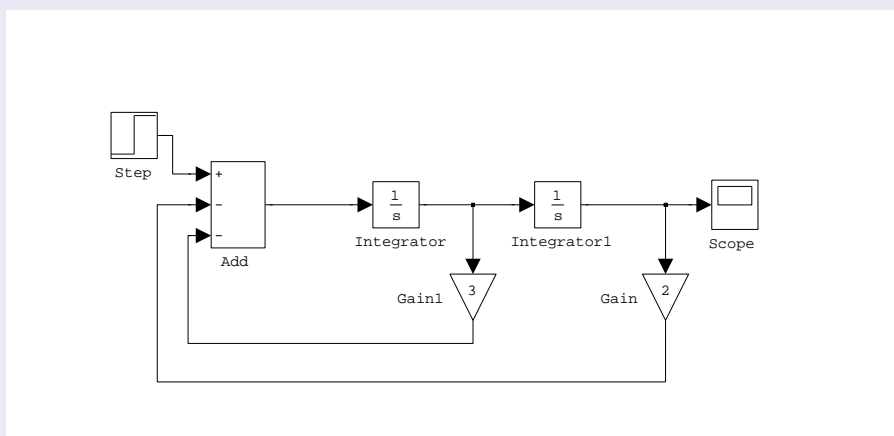 Step
+
−
−
Add
1
s
Integrator
1
s
Integrator1
Scope
Gain1
3
Gain
2